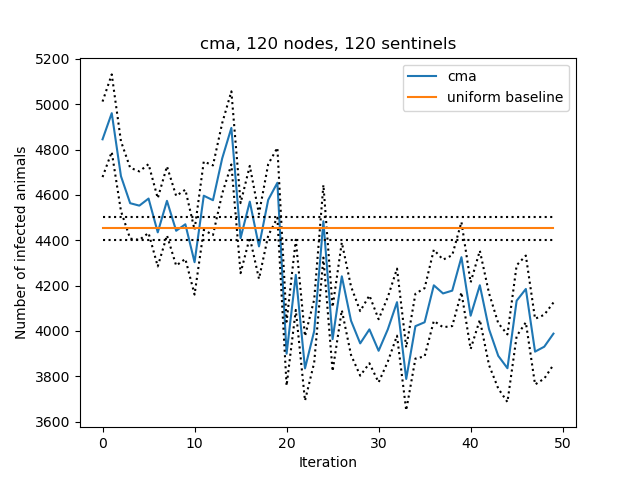 cma, 120 nodes, 120 sentinels
cma
uniform baseline
Number of infected animals
5200
5000
4800
4600
4400
4200
4000
3800
3600
0 10 20 30 40 50
Iteration